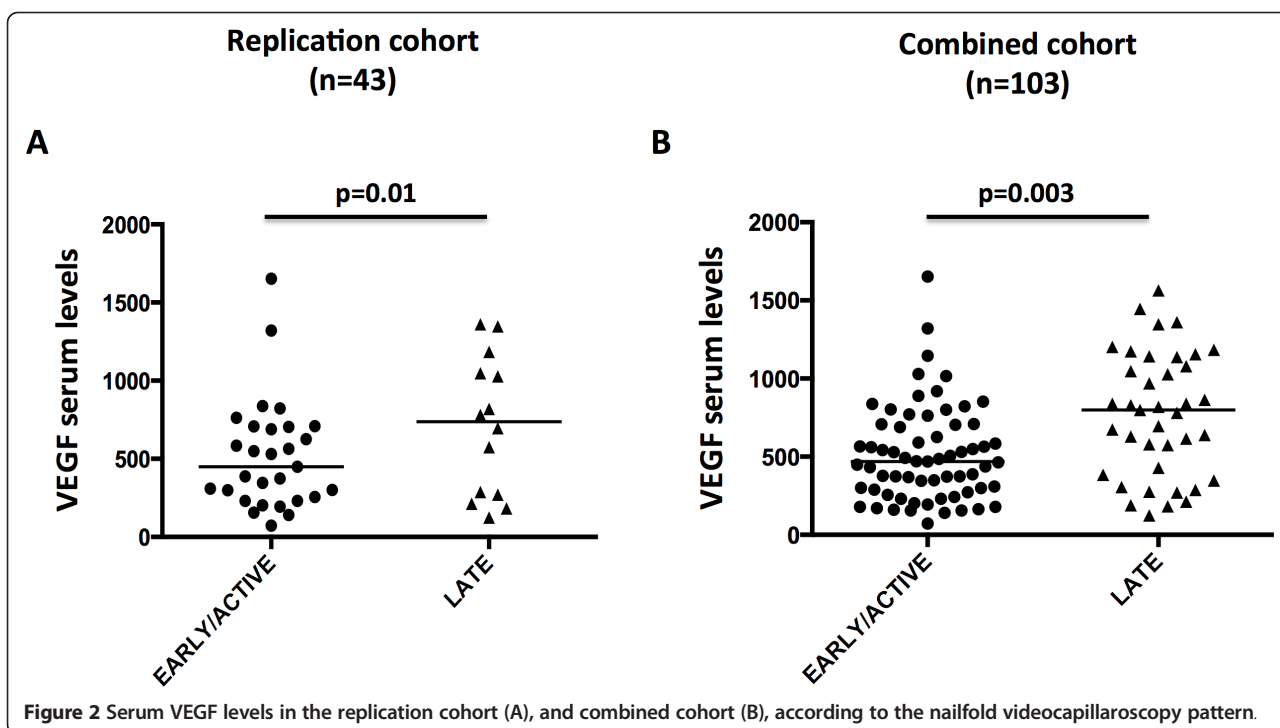 Replication cohort
(n=43)
A
p=0.01
VEGF serum levels
2000
1500
1000
500
0
EARLY/ACTIVE
LATE
Combined cohort
(n=103)
B
p=0.003
VEGF serum levels
2000
1500
1000
500
0
EARLY/ACTIVE
LATE
Figure 2 Serum VEGF levels in the replication cohort (A), and combined cohort (B), according to the nailfold videocapillaroscopy pattern.